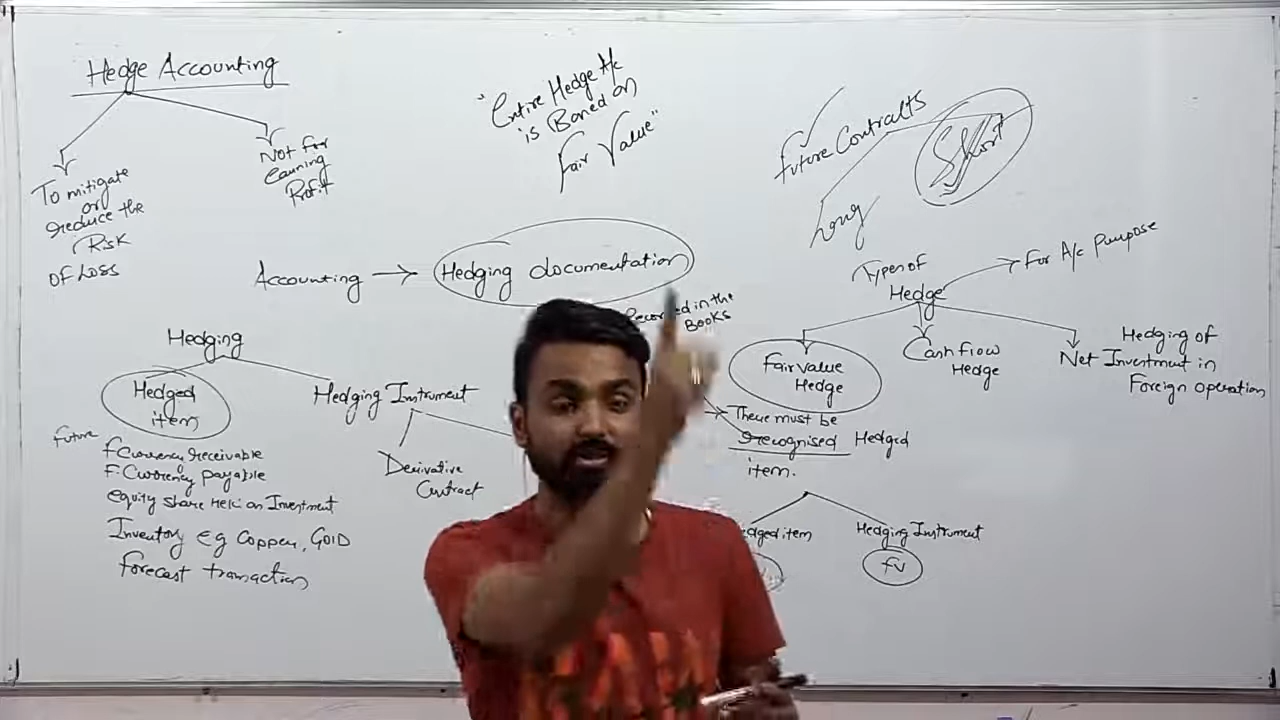 Hedge Accounting
To mitigate
or
reduce the
Risk
Of Loss
Not for
earning
Profit
"Entire Hedge A/c
is Based on
Fair Value"
Future Contracts
Long
Short
Accounting → Hedging documentation
Recorded in the
Books
Types of
Hedge
For A/c Purpose
Fair Value
Hedge
Cash flow
Hedge
Hedging of
Net Investment in
Foreign operation
There must be
recognised Hedged
item.
Hedging Instrument
FV
Hedging
Hedged
item
Hedging Instrument
Derivative
Contract
Future
F Currency receivable
F. Currency payable
equity share Held as Investment
Inventory eg Copper, GOLD
forecast transaction